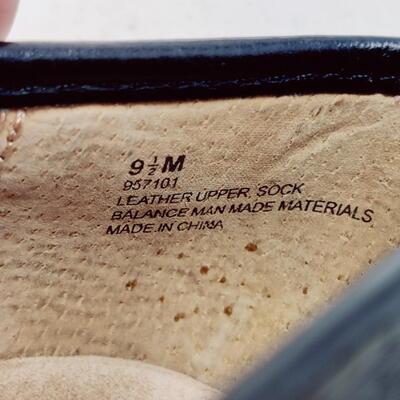 9½M
957101
LEATHER UPPER, SOCK
BALANCE MAN MADE MATERIALS
MADE IN CHINA